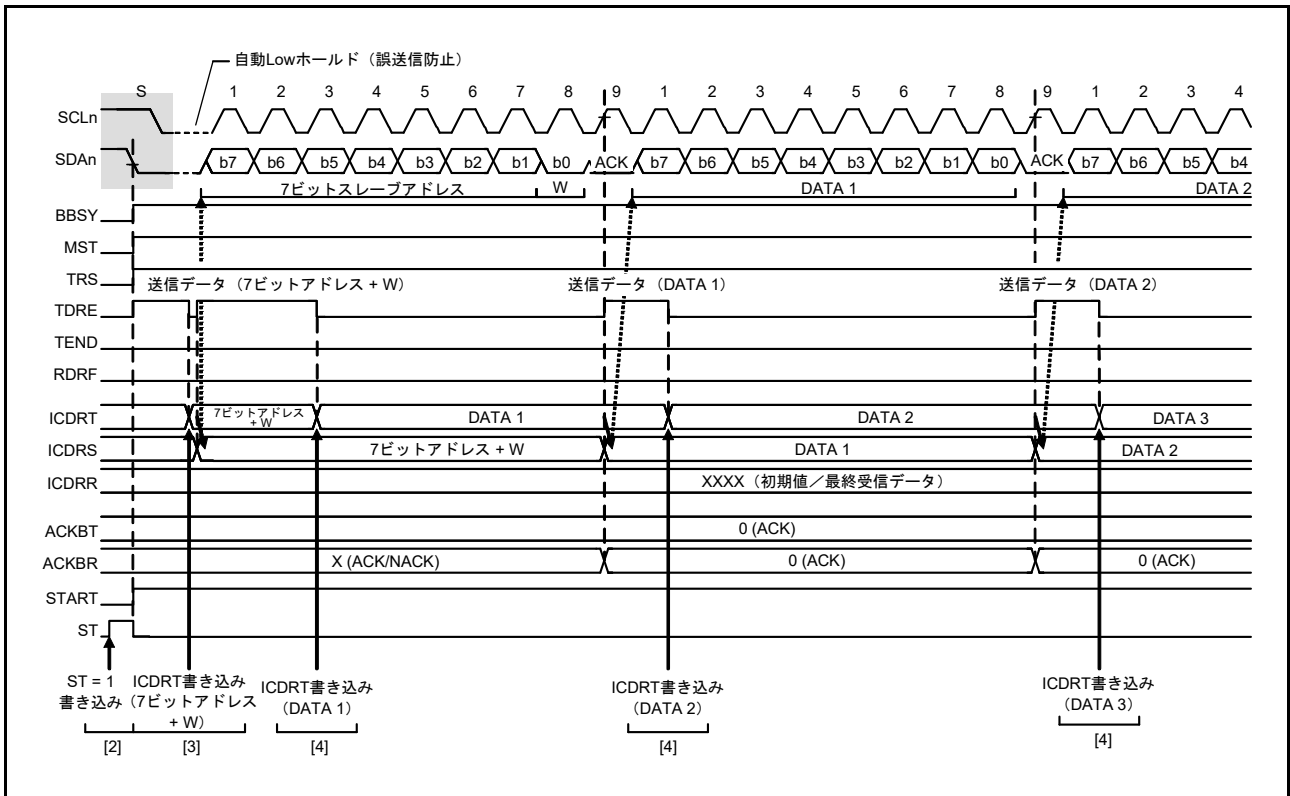 自動Lowホールド（誤送信防止）
S 1 2 3 4 5 6 7 8 9 1 2 3 4 5 6 7 8 9 1 2 3 4
SCLn
SDAn b7 b6 b5 b4 b3 b2 b1 b0 ACK b7 b6 b5 b4 b3 b2 b1 b0 ACK b7 b6 b5 b4
7ビットスレーブアドレス W DATA 1 DATA 2
BBSY
MST
TRS
送信データ（7ビットアドレス + W） 送信データ（DATA 1） 送信データ（DATA 2）
TDRE
TEND
RDRF
ICDRT 7ビットアドレス + W DATA 1 DATA 2 DATA 3
ICDRS 7ビットアドレス + W DATA 1 DATA 2
ICDRR XXXX（初期値／最終受信データ）
ACKBT 0 (ACK)
ACKBR X (ACK/NACK) 0 (ACK) 0 (ACK)
START
ST
ST = 1
書き込み
ICDRT書き込み
（7ビットアドレス
+ W）
ICDRT書き込み
（DATA 1）
ICDRT書き込み
（DATA 2）
ICDRT書き込み
（DATA 3）
[2] [3] [4] [4] [4]